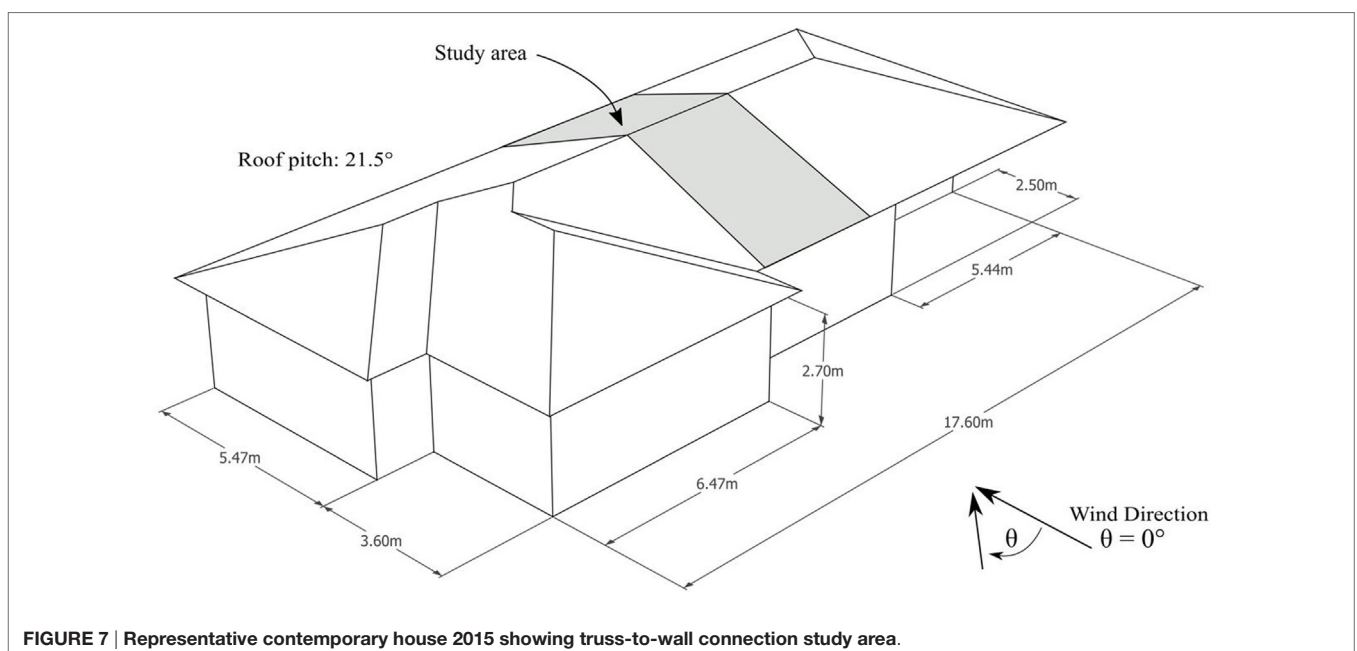 Study area
Roof pitch: 21.5°
2.50m
5.44m
2.70m
17.60m
5.47m
6.47m
3.60m
Wind Direction
θ
θ = 0°
FIGURE 7 | Representative contemporary house 2015 showing truss-to-wall connection study area.